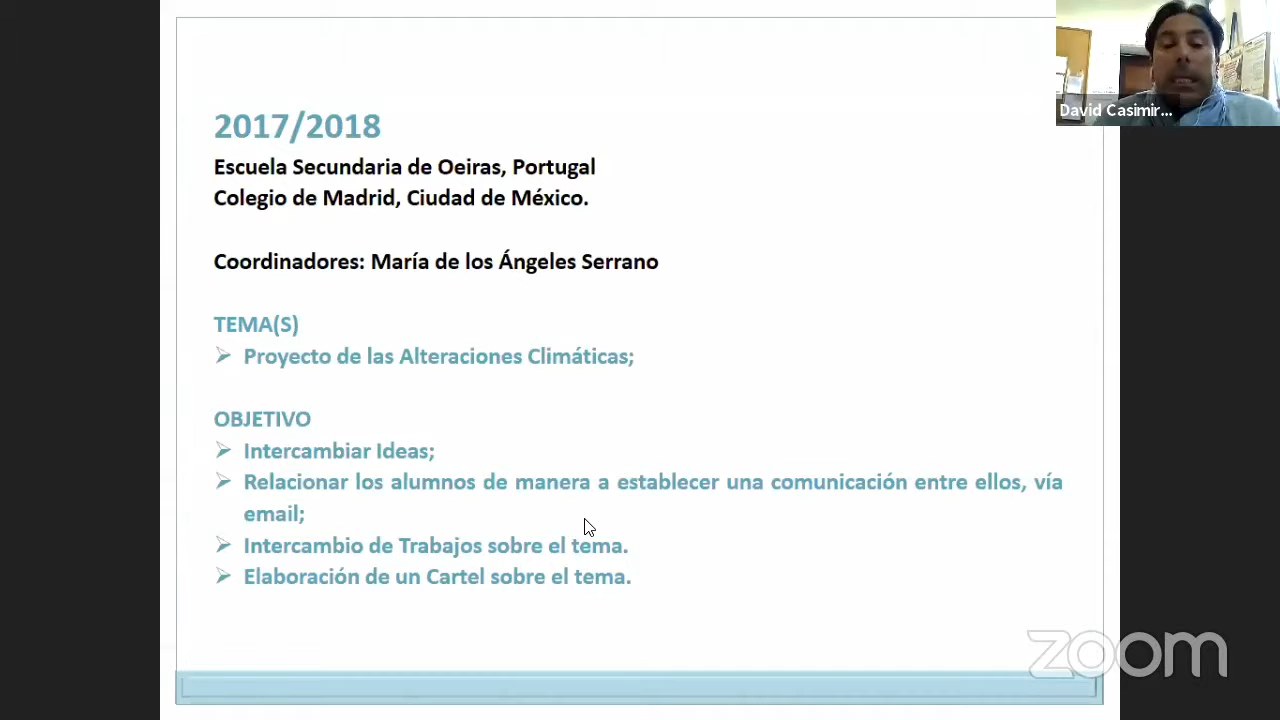 2017/2018
Escuela Secundaria de Oeiras, Portugal
Colegio de Madrid, Ciudad de México.
Coordinadores: María de los Ángeles Serrano
TEMA(S)
Proyecto de las Alteraciones Climáticas;
OBJETIVO
Intercambiar Ideas;
Relacionar los alumnos de manera a establecer una comunicación entre ellos, vía
email;
Intercambio de Trabajos sobre el tema.
Elaboración de un Cartel sobre el tema.
David Casimir...
zoom